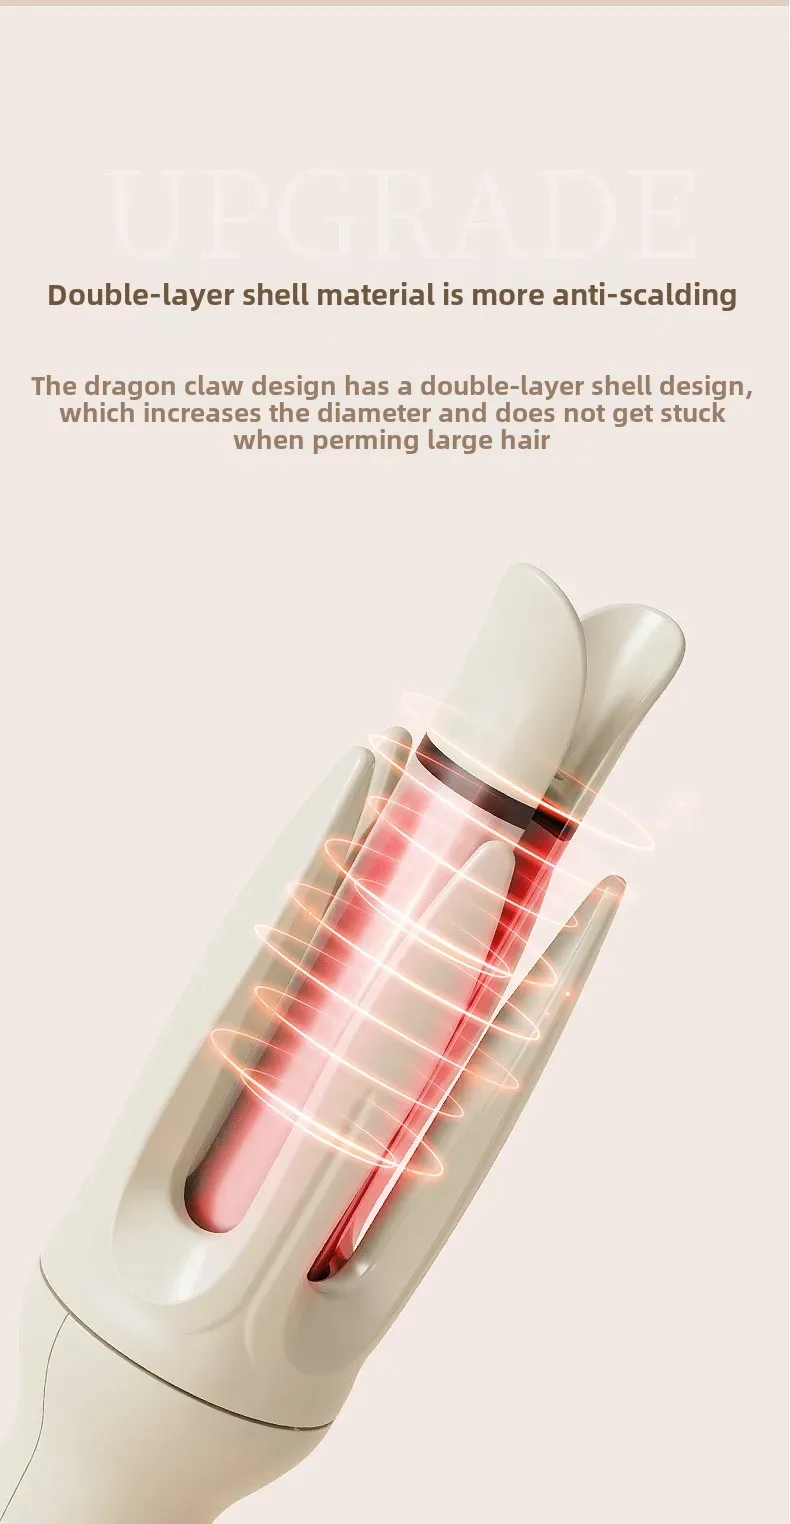 UPGRADE
Double-layer shell material is more anti-scalding
The dragon claw design has a double-layer shell design,
which increases the diameter and does not get stuck
when perming large hair